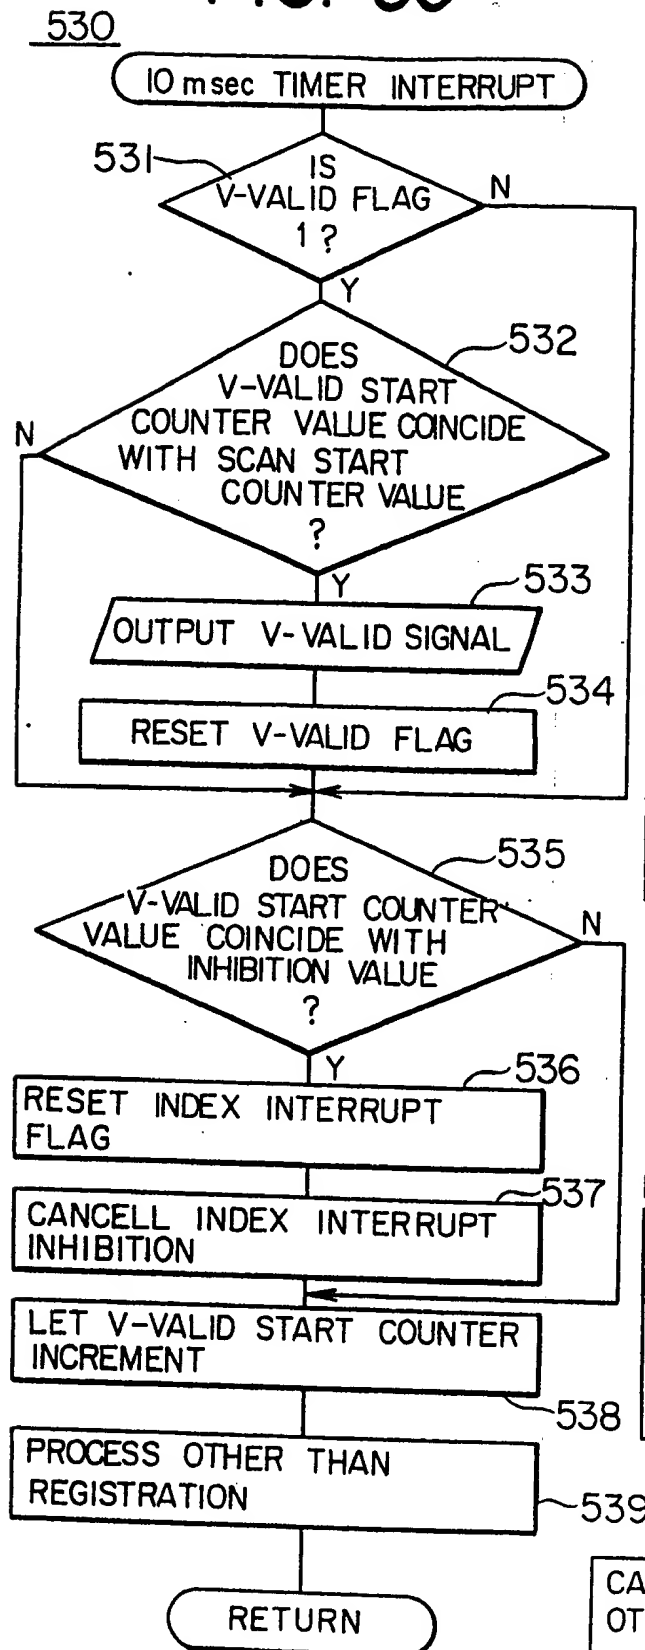 530
10 msec TIMER INTERRUPT
531
IS
V-VALID FLAG
1 ?
N
Y
532
DOES
V-VALID START
COUNTER VALUE COINCIDE
WITH SCAN START
COUNTER VALUE
?
N
Y
533
OUTPUT V-VALID SIGNAL
534
RESET V-VALID FLAG
535
DOES
V-VALID START COUNTER
VALUE COINCIDE WITH
INHIBITION VALUE
?
N
Y
536
RESET INDEX INTERRUPT
FLAG
537
CANCELL INDEX INTERRUPT
INHIBITION
LET V-VALID START COUNTER
INCREMENT
538
PROCESS OTHER THAN
REGISTRATION
539
RETURN
CA
OT